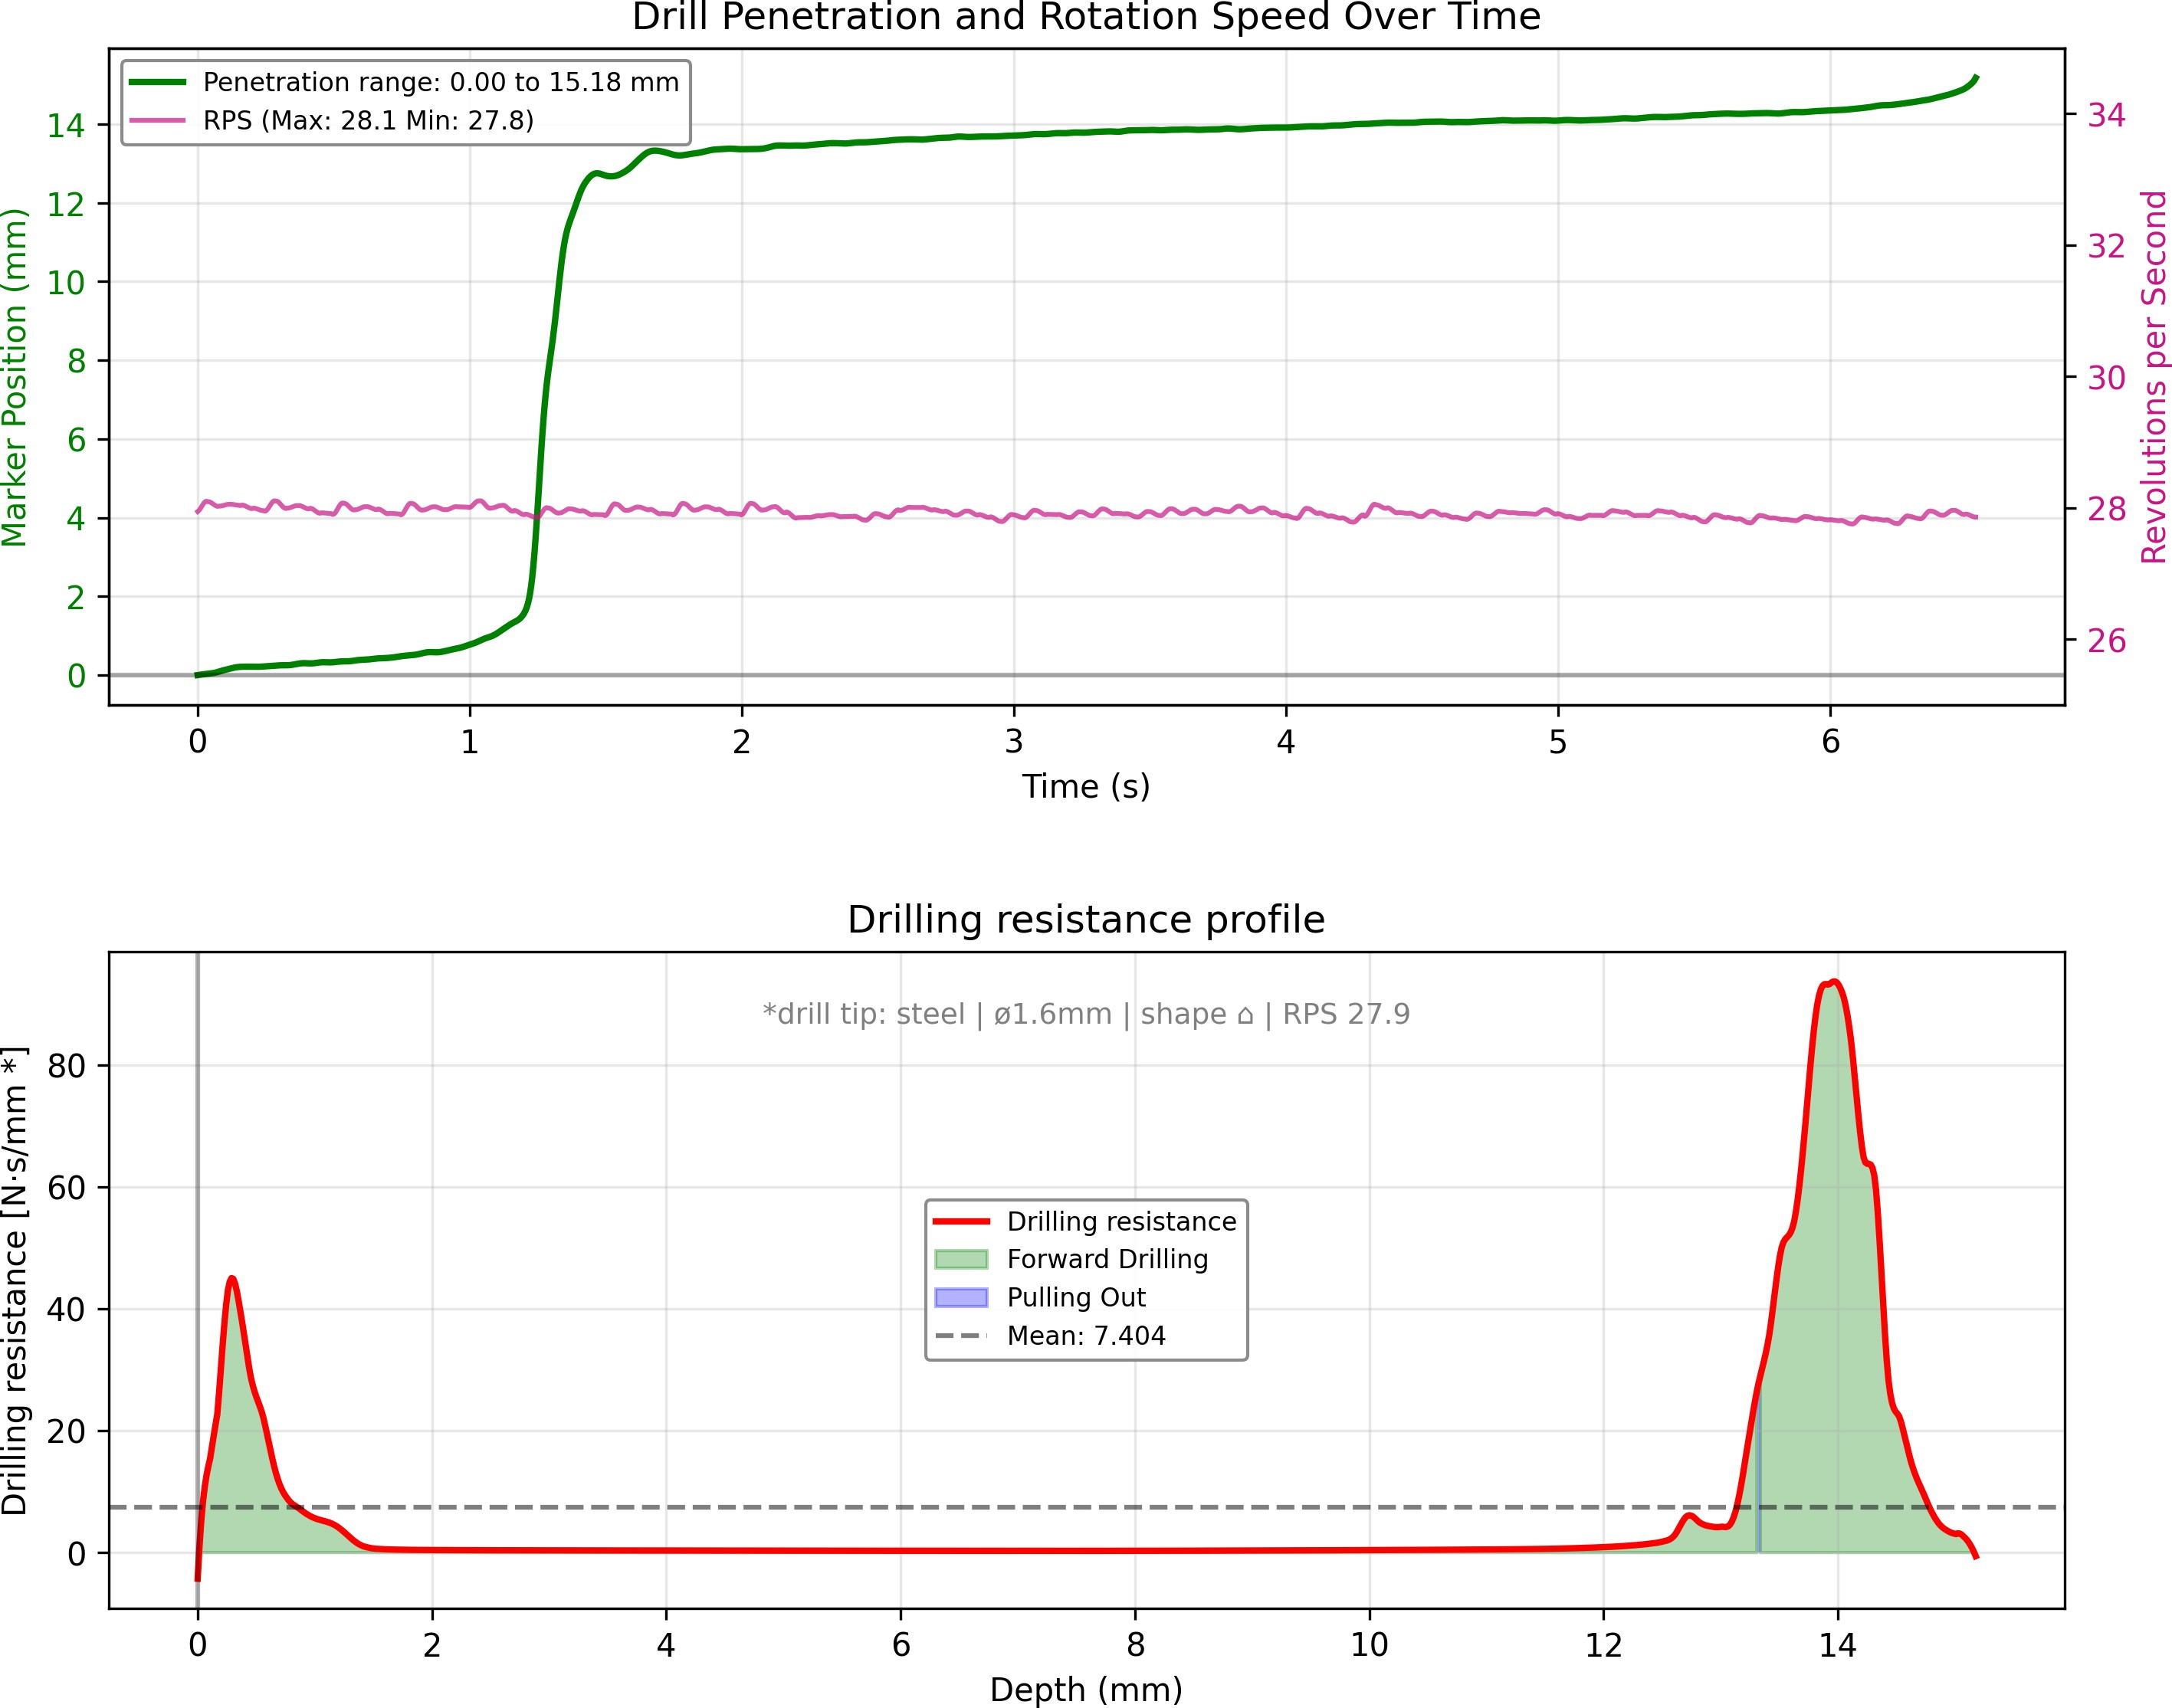 Drill Penetration and Rotation Speed Over Time
Penetration range: 0.00 to 15.18 mm
RPS (Max: 28.1 Min: 27.8)
Marker Position (mm)
14
12
10
8
6
4
2
0
Revolutions per Second
34
32
30
28
26
0 1 2 3 4 5 6
Time (s)
Drilling resistance profile
*drill tip: steel | ø1.6mm | shape ⌂ | RPS 27.9
Drilling resistance [N·s/mm *]
80
60
40
20
0
Drilling resistance
Forward Drilling
Pulling Out
Mean: 7.404
0 2 4 6 8 10 12 14
Depth (mm)